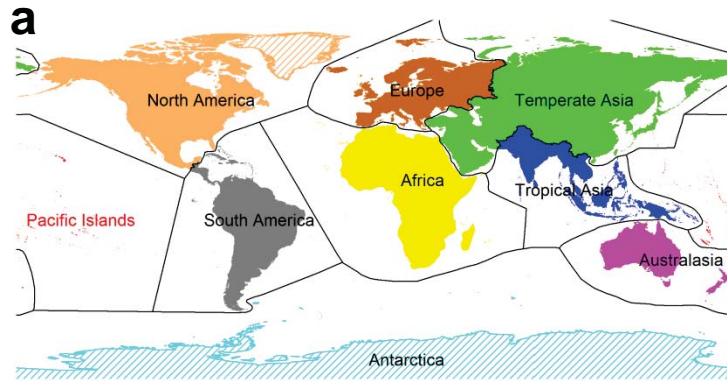 a
Europe
North America
Temperate Asia
Africa
Tropical Asia
Pacific Islands
South America
Australasia
Antarctica